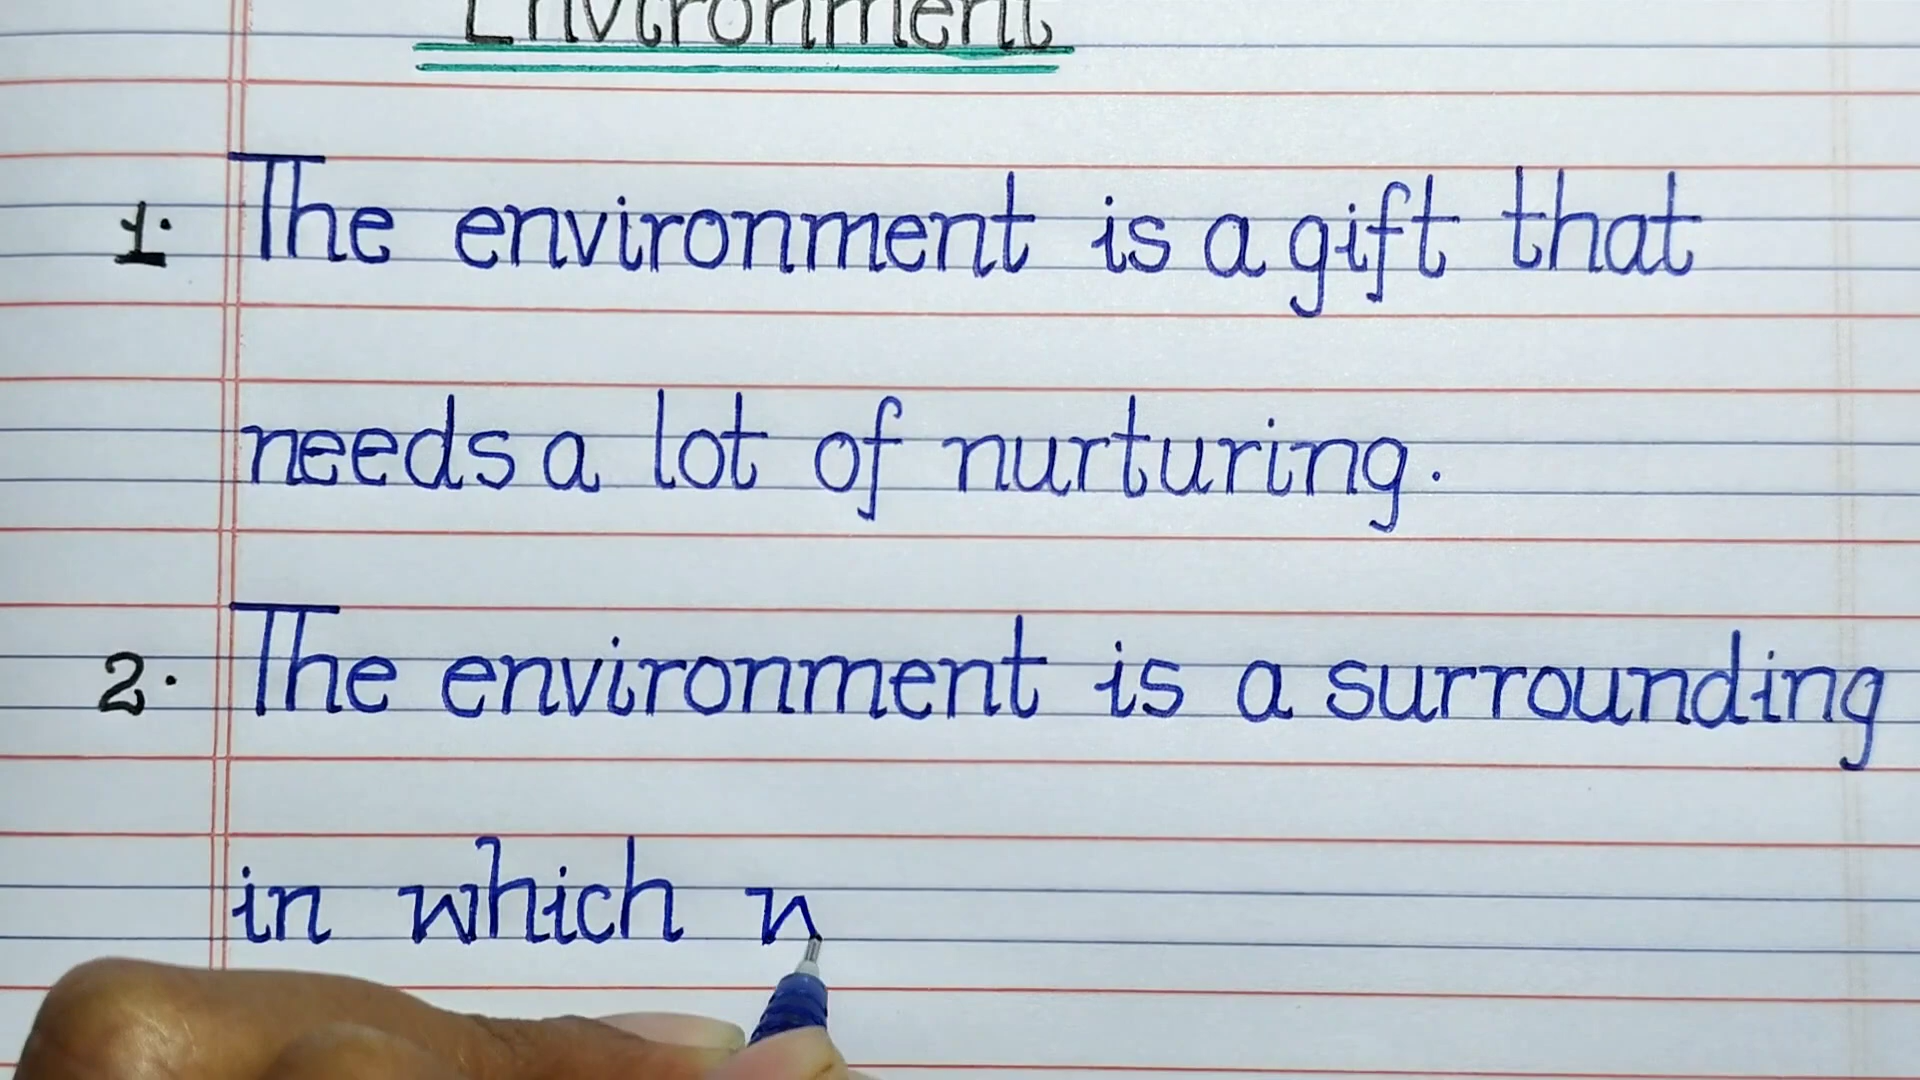 Environment
1. The environment is a gift that
needs a lot of nurturing.
2. The environment is a surrounding
in which